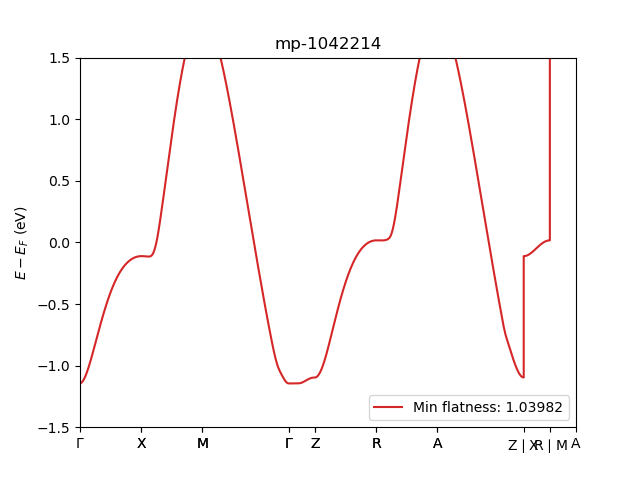 mp-1042214
1.5
1.0
0.5
0.0
−0.5
−1.0
−1.5
E − E_F (eV)
Min flatness: 1.03982
Γ X M Γ Z R A Z | X R | M A